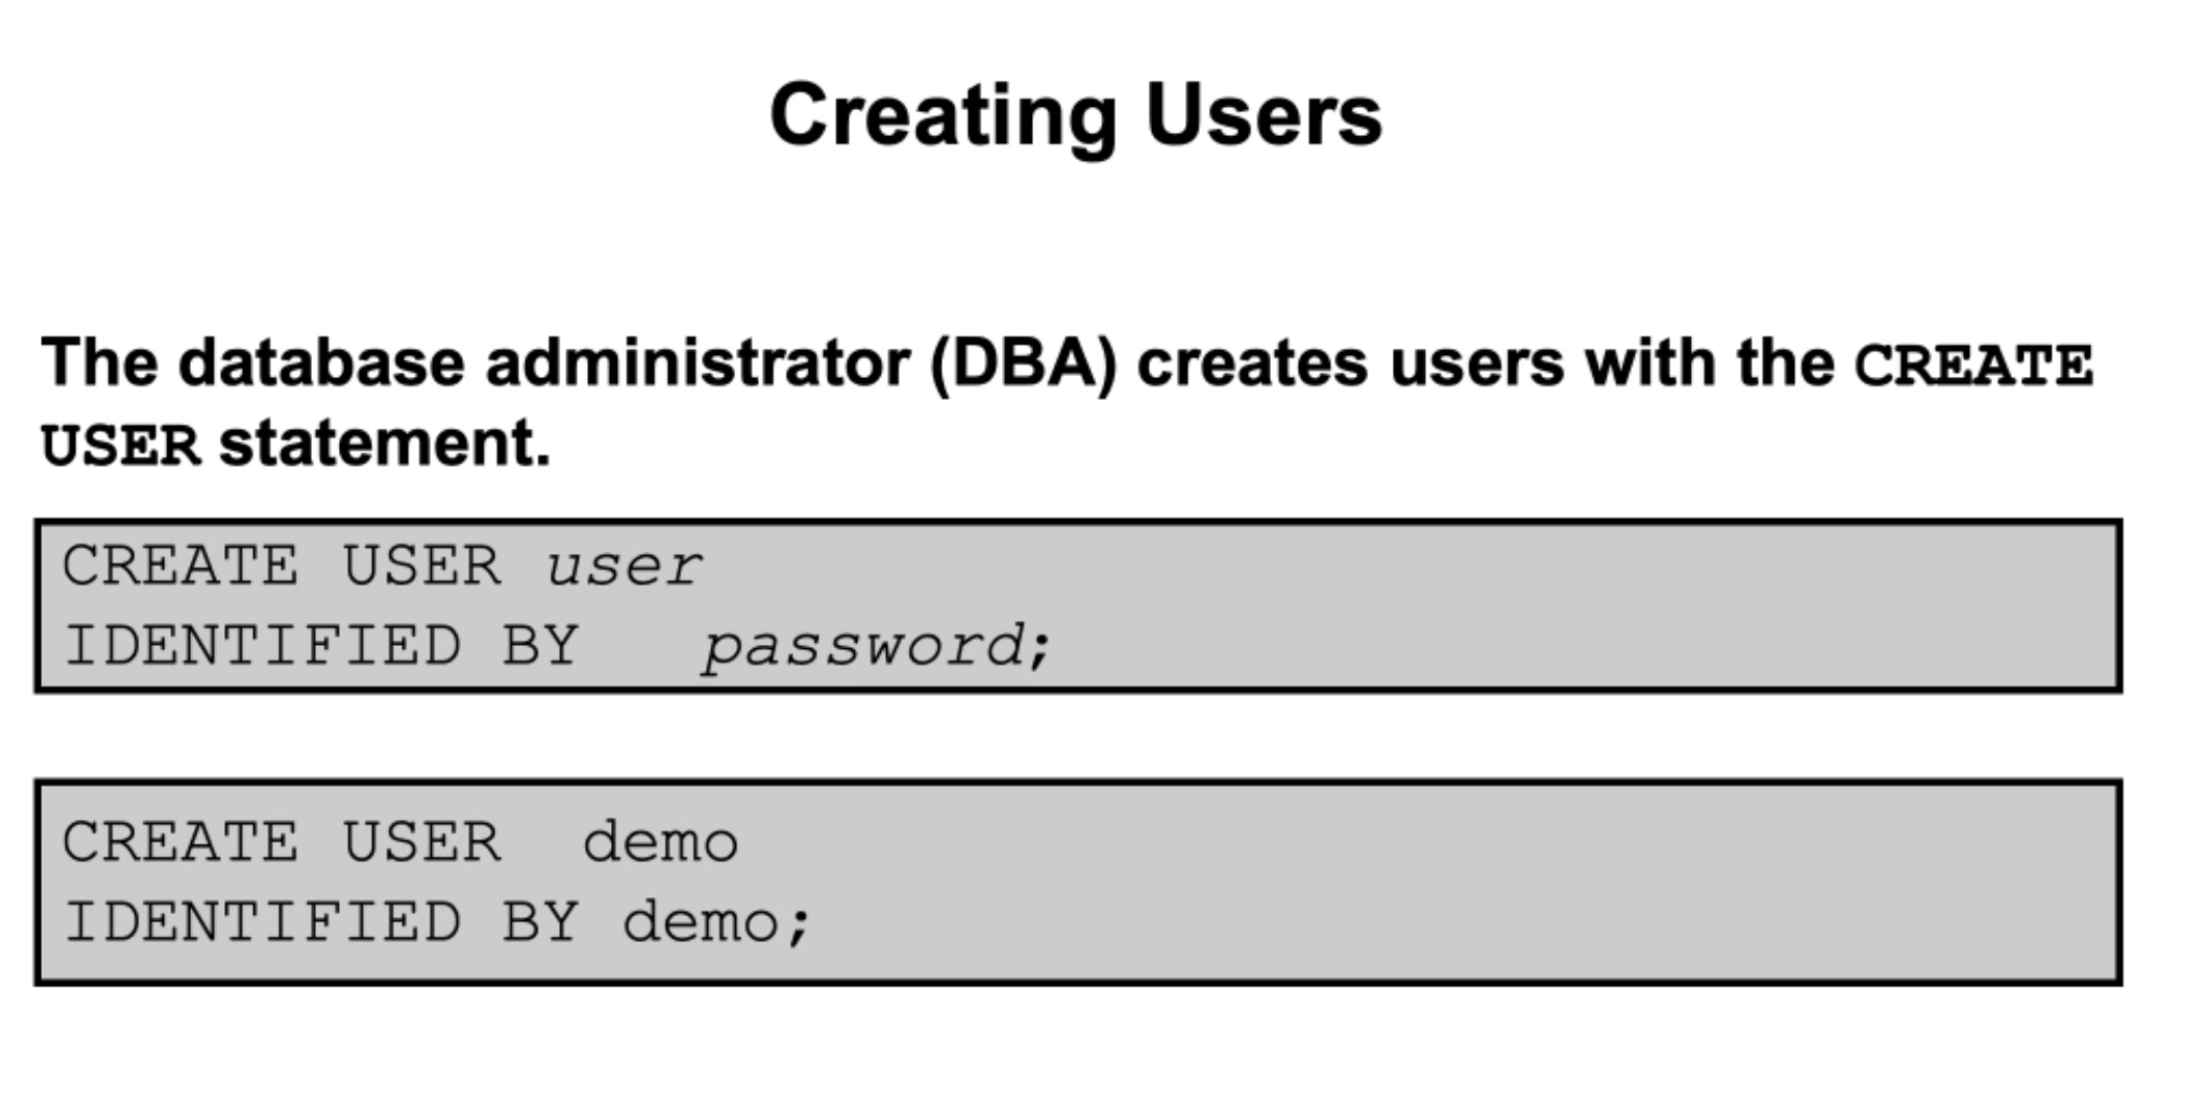 Creating Users
The database administrator (DBA) creates users with the CREATE
USER statement.
CREATE USER user
IDENTIFIED BY   password;
CREATE USER  demo
IDENTIFIED BY demo;